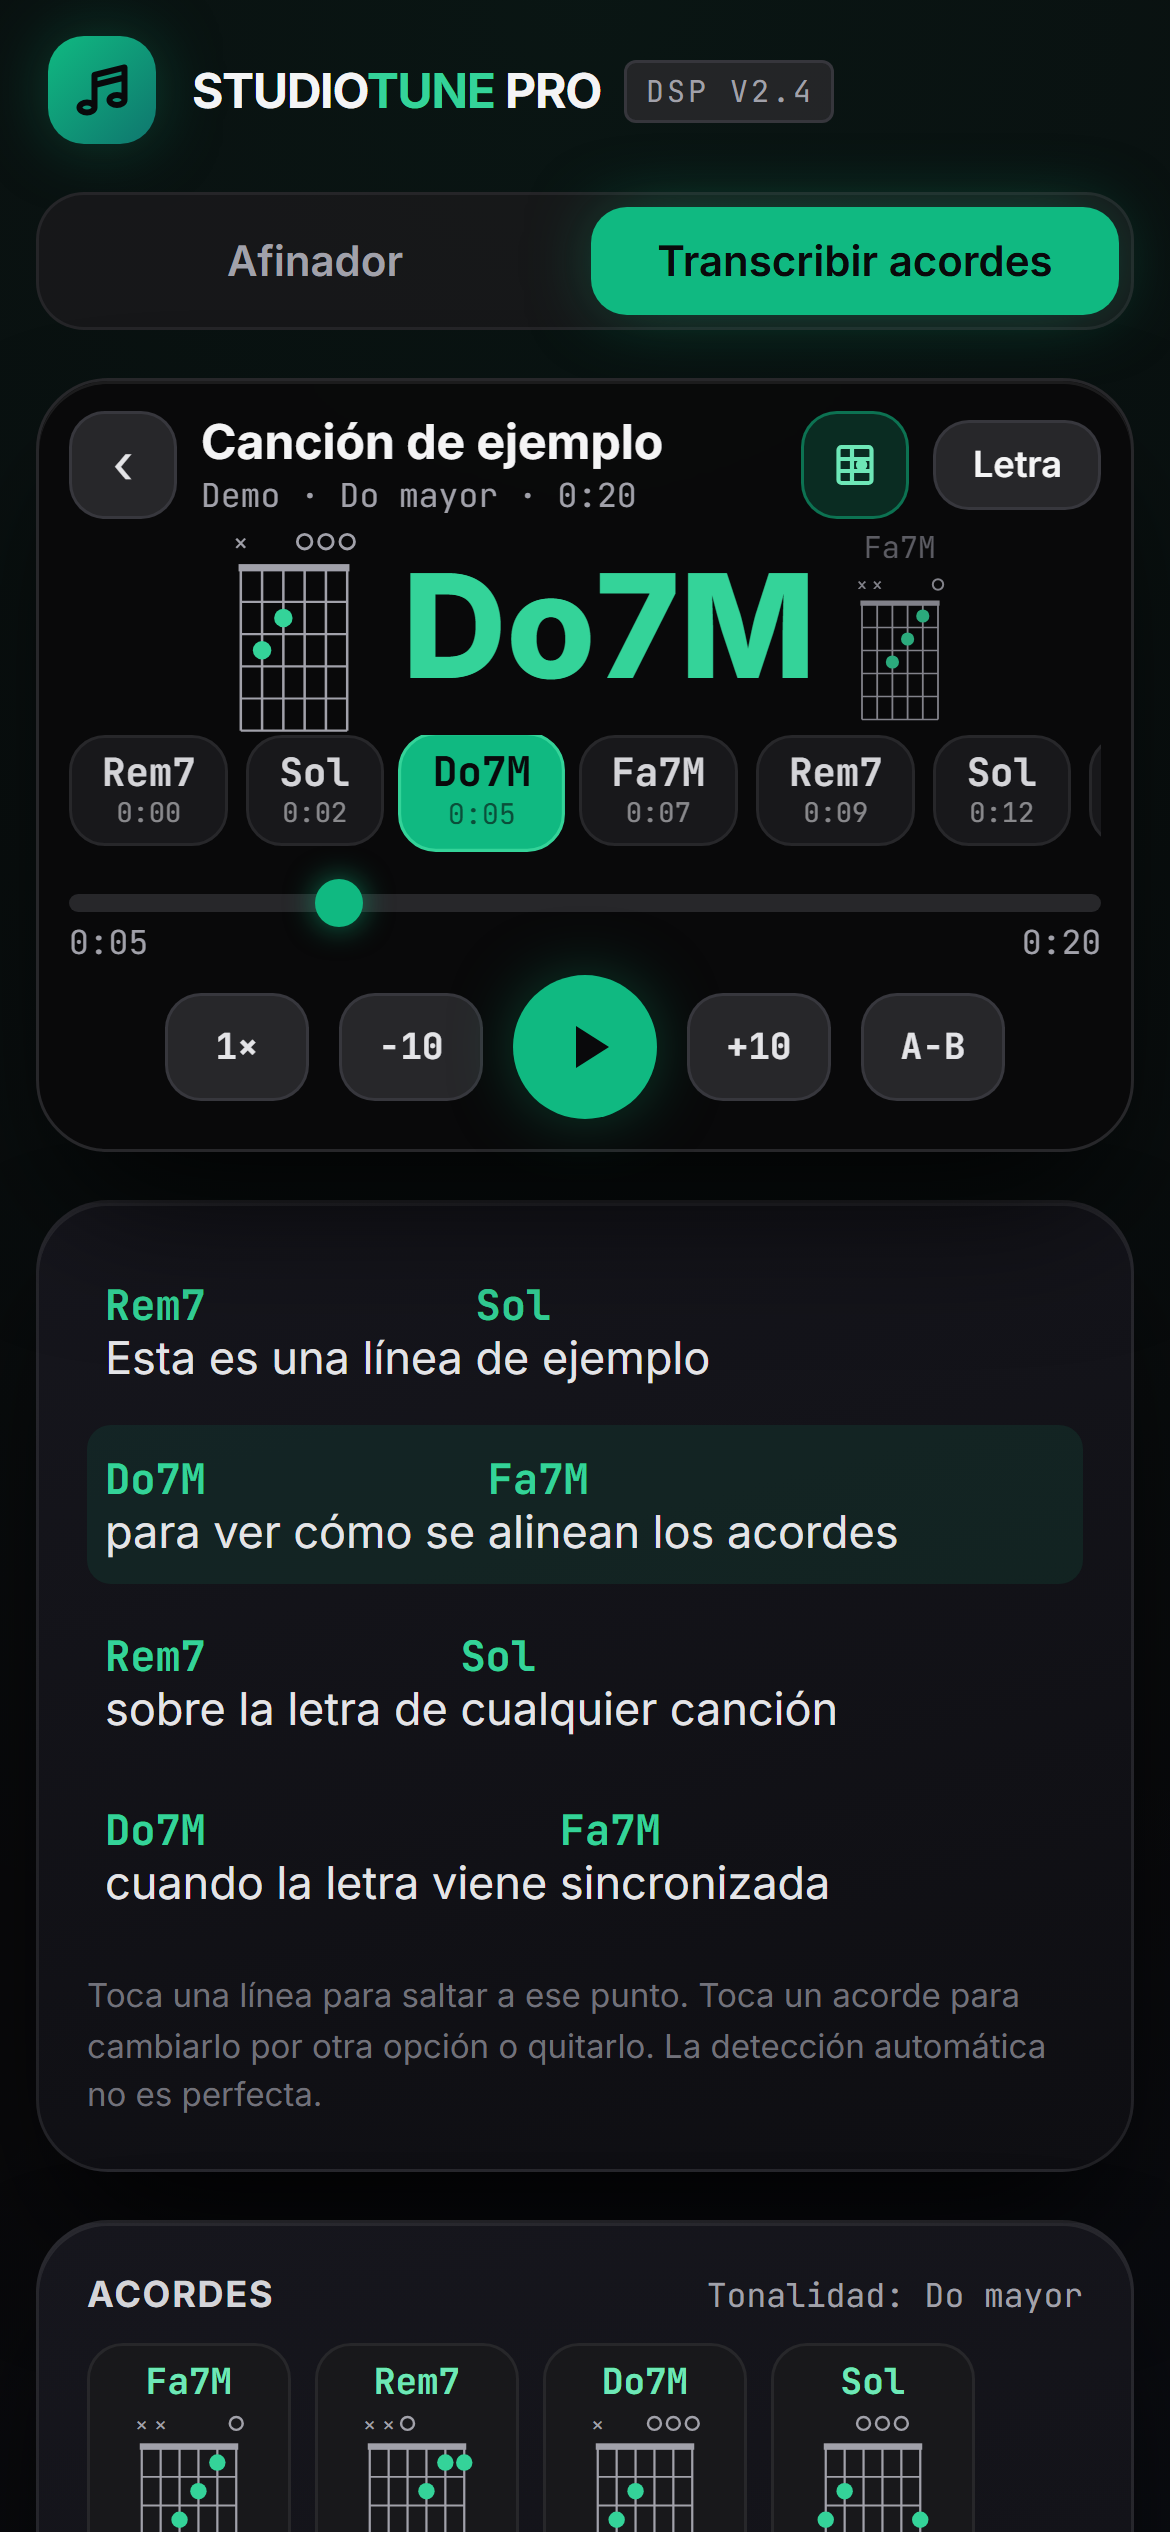 STUDIOTUNE PRO DSP V2.4
Afinador Transcribir acordes
‹ Canción de ejemplo Letra
Demo · Do mayor · 0:20
× Do7M Fa7M
× ×
Rem7 Sol Do7M Fa7M Rem7 Sol
0:00 0:02 0:05 0:07 0:09 0:12
0:05 0:20
1× -10 +10 A-B
Rem7 Sol
Esta es una línea de ejemplo
Do7M Fa7M
para ver cómo se alinean los acordes
Rem7 Sol
sobre la letra de cualquier canción
Do7M Fa7M
cuando la letra viene sincronizada
Toca una línea para saltar a ese punto. Toca un acorde para
cambiarlo por otra opción o quitarlo. La detección automática
no es perfecta.
ACORDES Tonalidad: Do mayor
Fa7M Rem7 Do7M Sol
× × × × ×